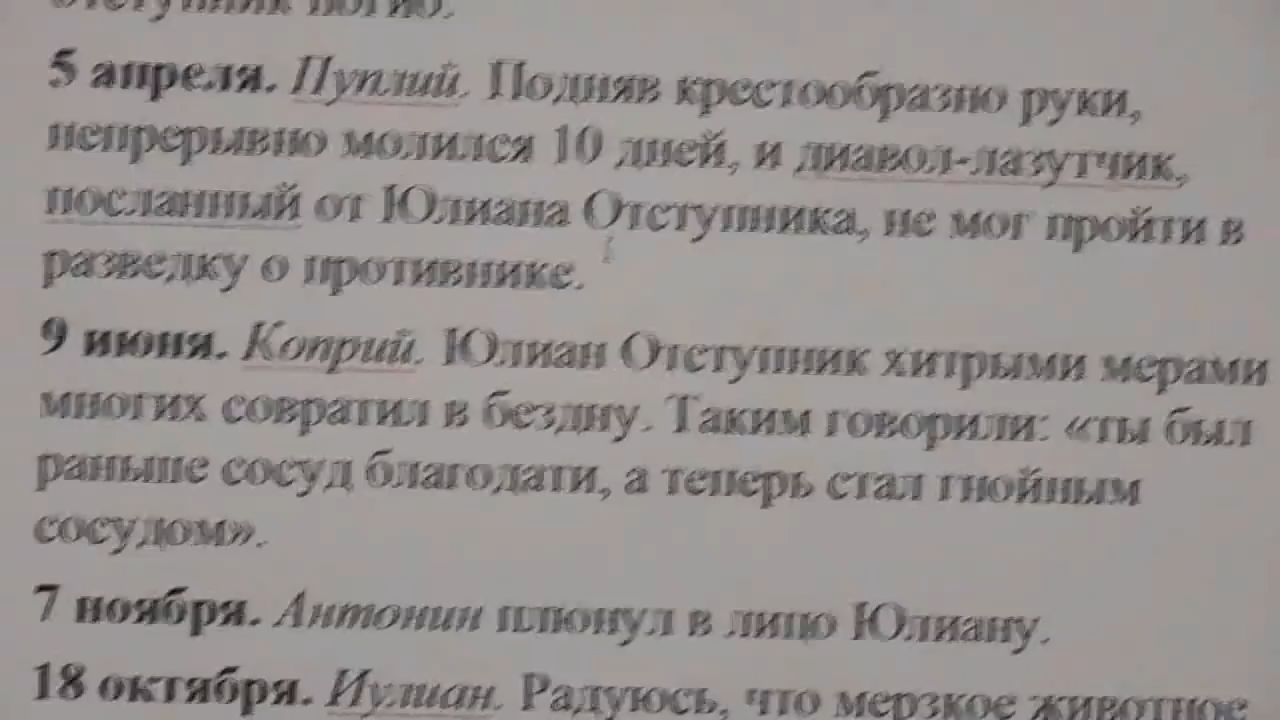 отступник погиб.
5 апреля. Пуплий. Подняв крестообразно руки,
непрерывно молился 10 дней, и диавол-лазутчик,
посланный от Юлиана Отступника, не мог пройти в
разведку о противнике.
9 июня. Коприй. Юлиан Отступник хитрыми мерами
многих совратил в бездну. Таким говорили: «ты был
раньше сосуд благодати, а теперь стал гнойным
сосудом».
7 ноября. Антонин плюнул в лицо Юлиану.
18 октября. Иулиан. Радуюсь, что мерзкое животное